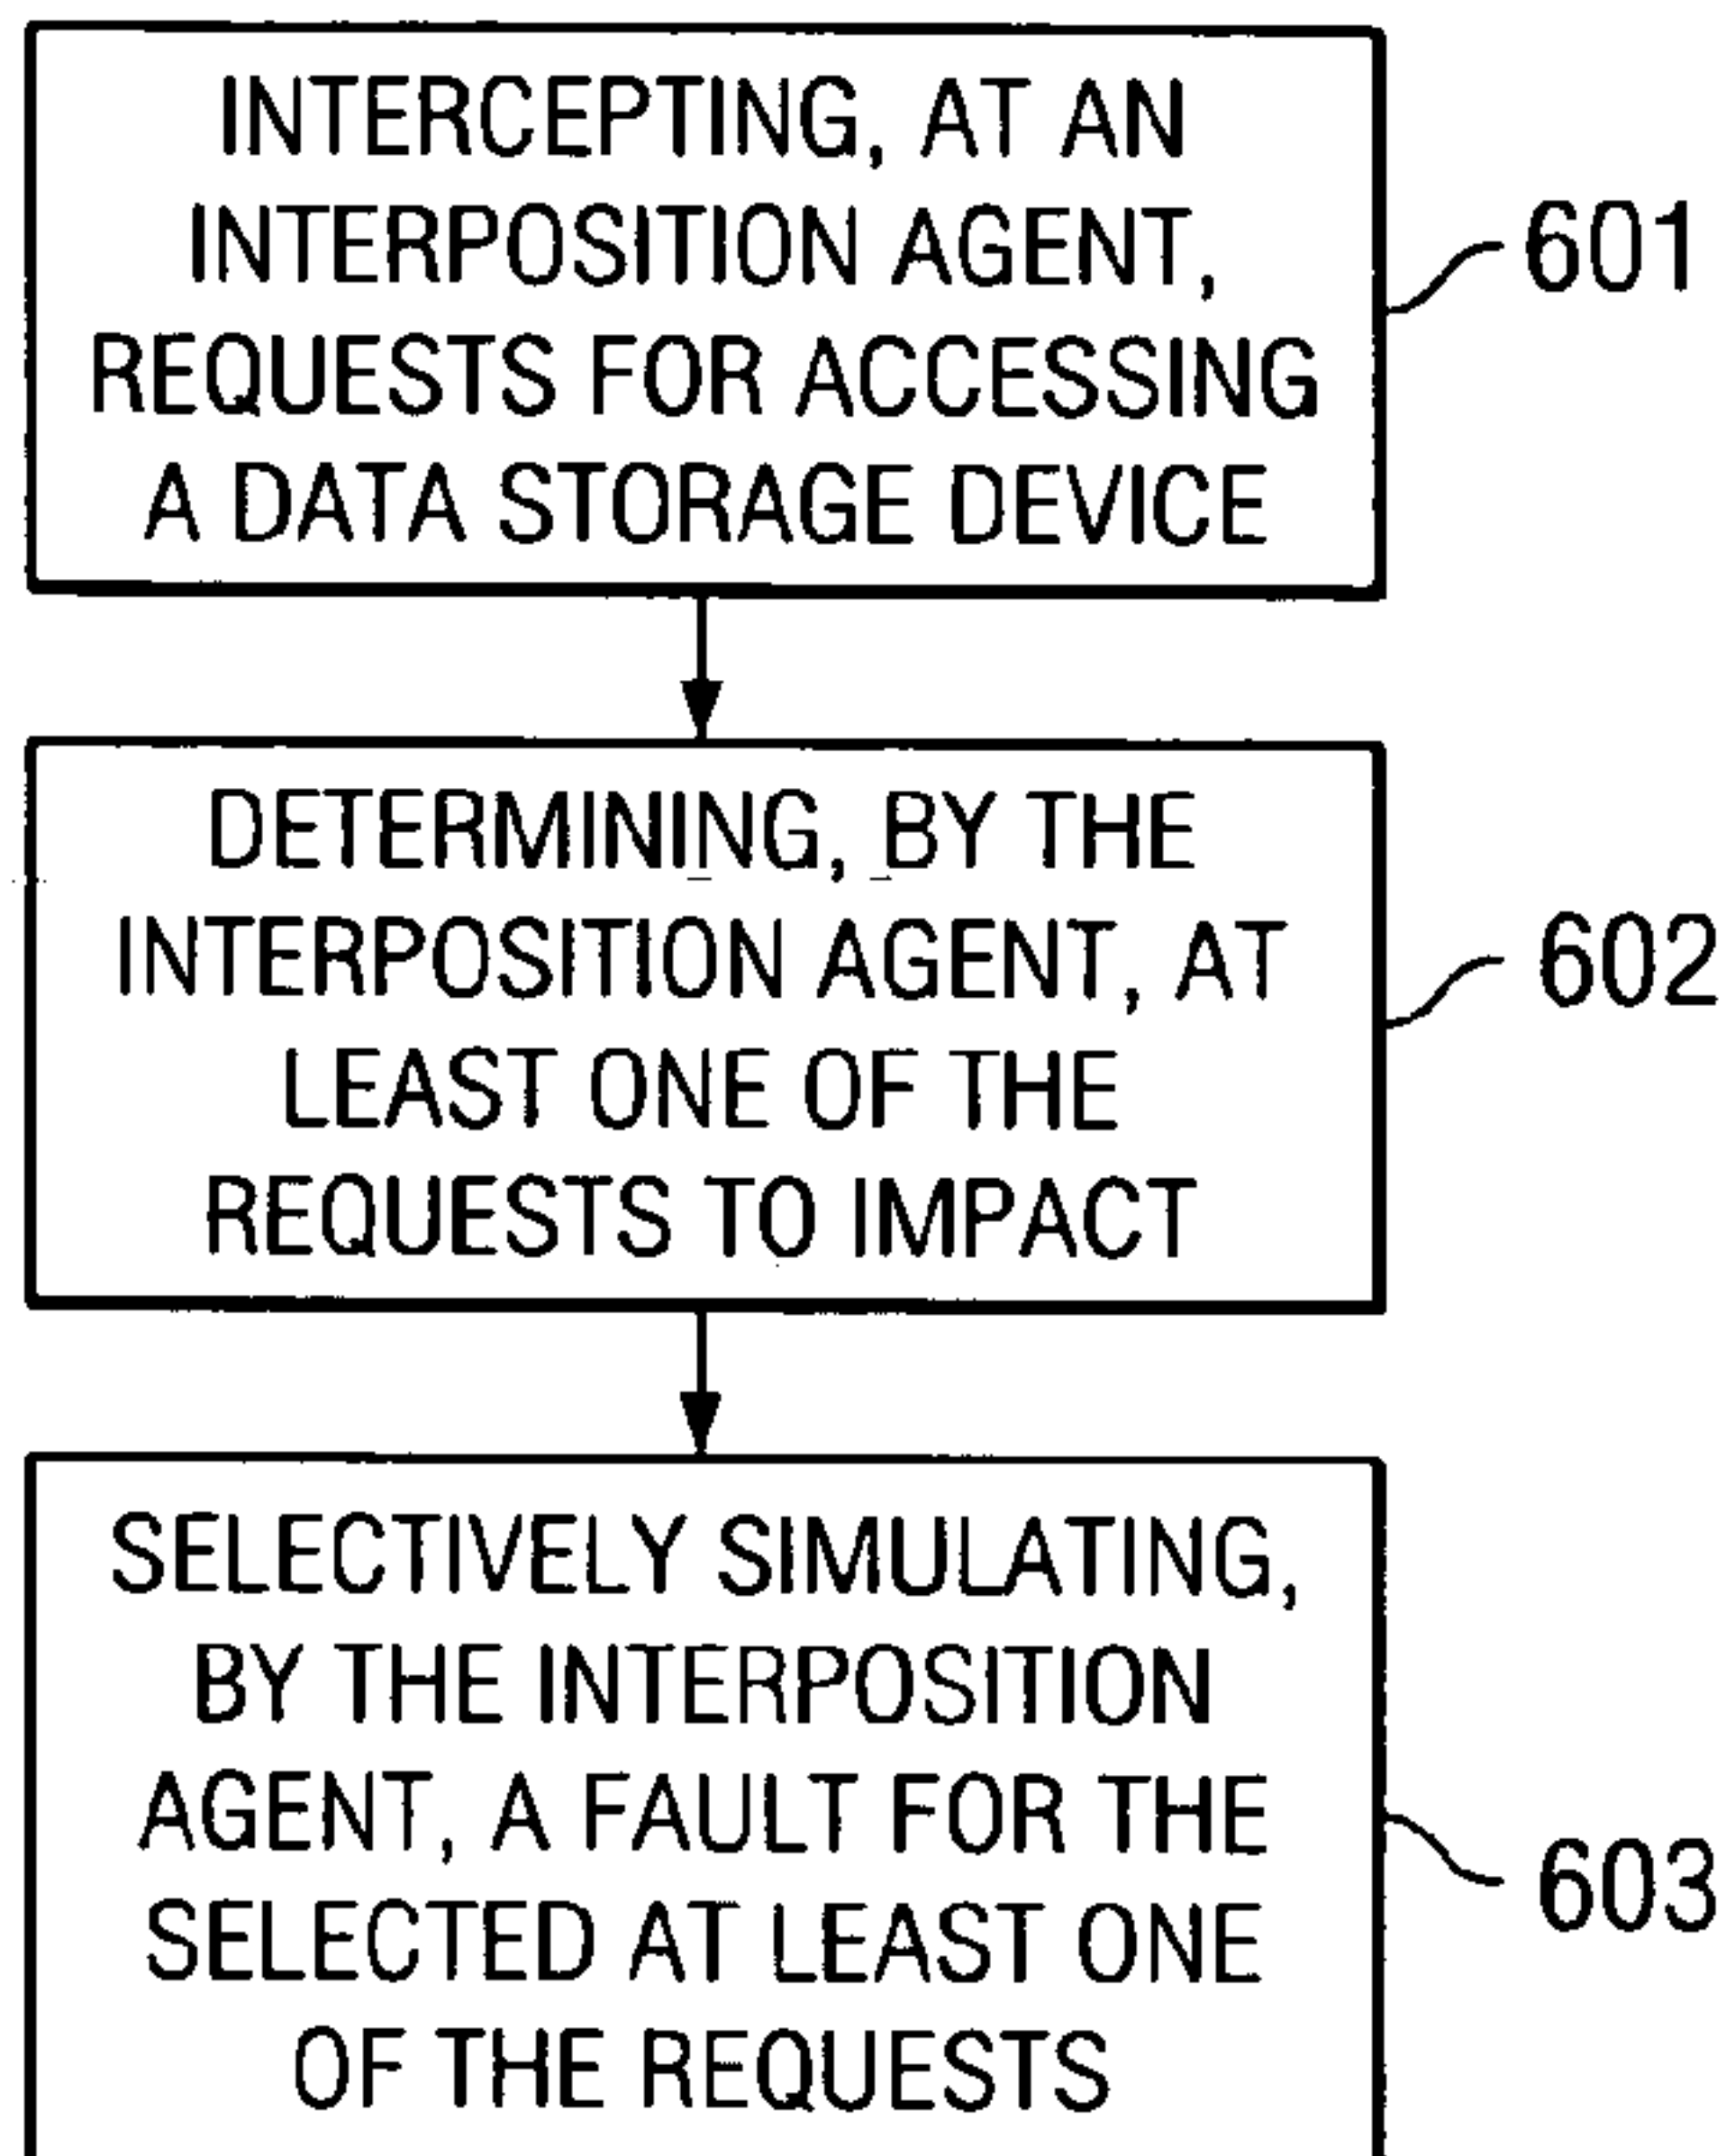 INTERCEPTING, AT AN
INTERPOSITION AGENT,
REQUESTS FOR ACCESSING
A DATA STORAGE DEVICE
601
DETERMINING, BY THE
INTERPOSITION AGENT, AT
LEAST ONE OF THE
REQUESTS TO IMPACT
602
SELECTIVELY SIMULATING,
BY THE INTERPOSITION
AGENT, A FAULT FOR THE
SELECTED AT LEAST ONE
OF THE REQUESTS
603